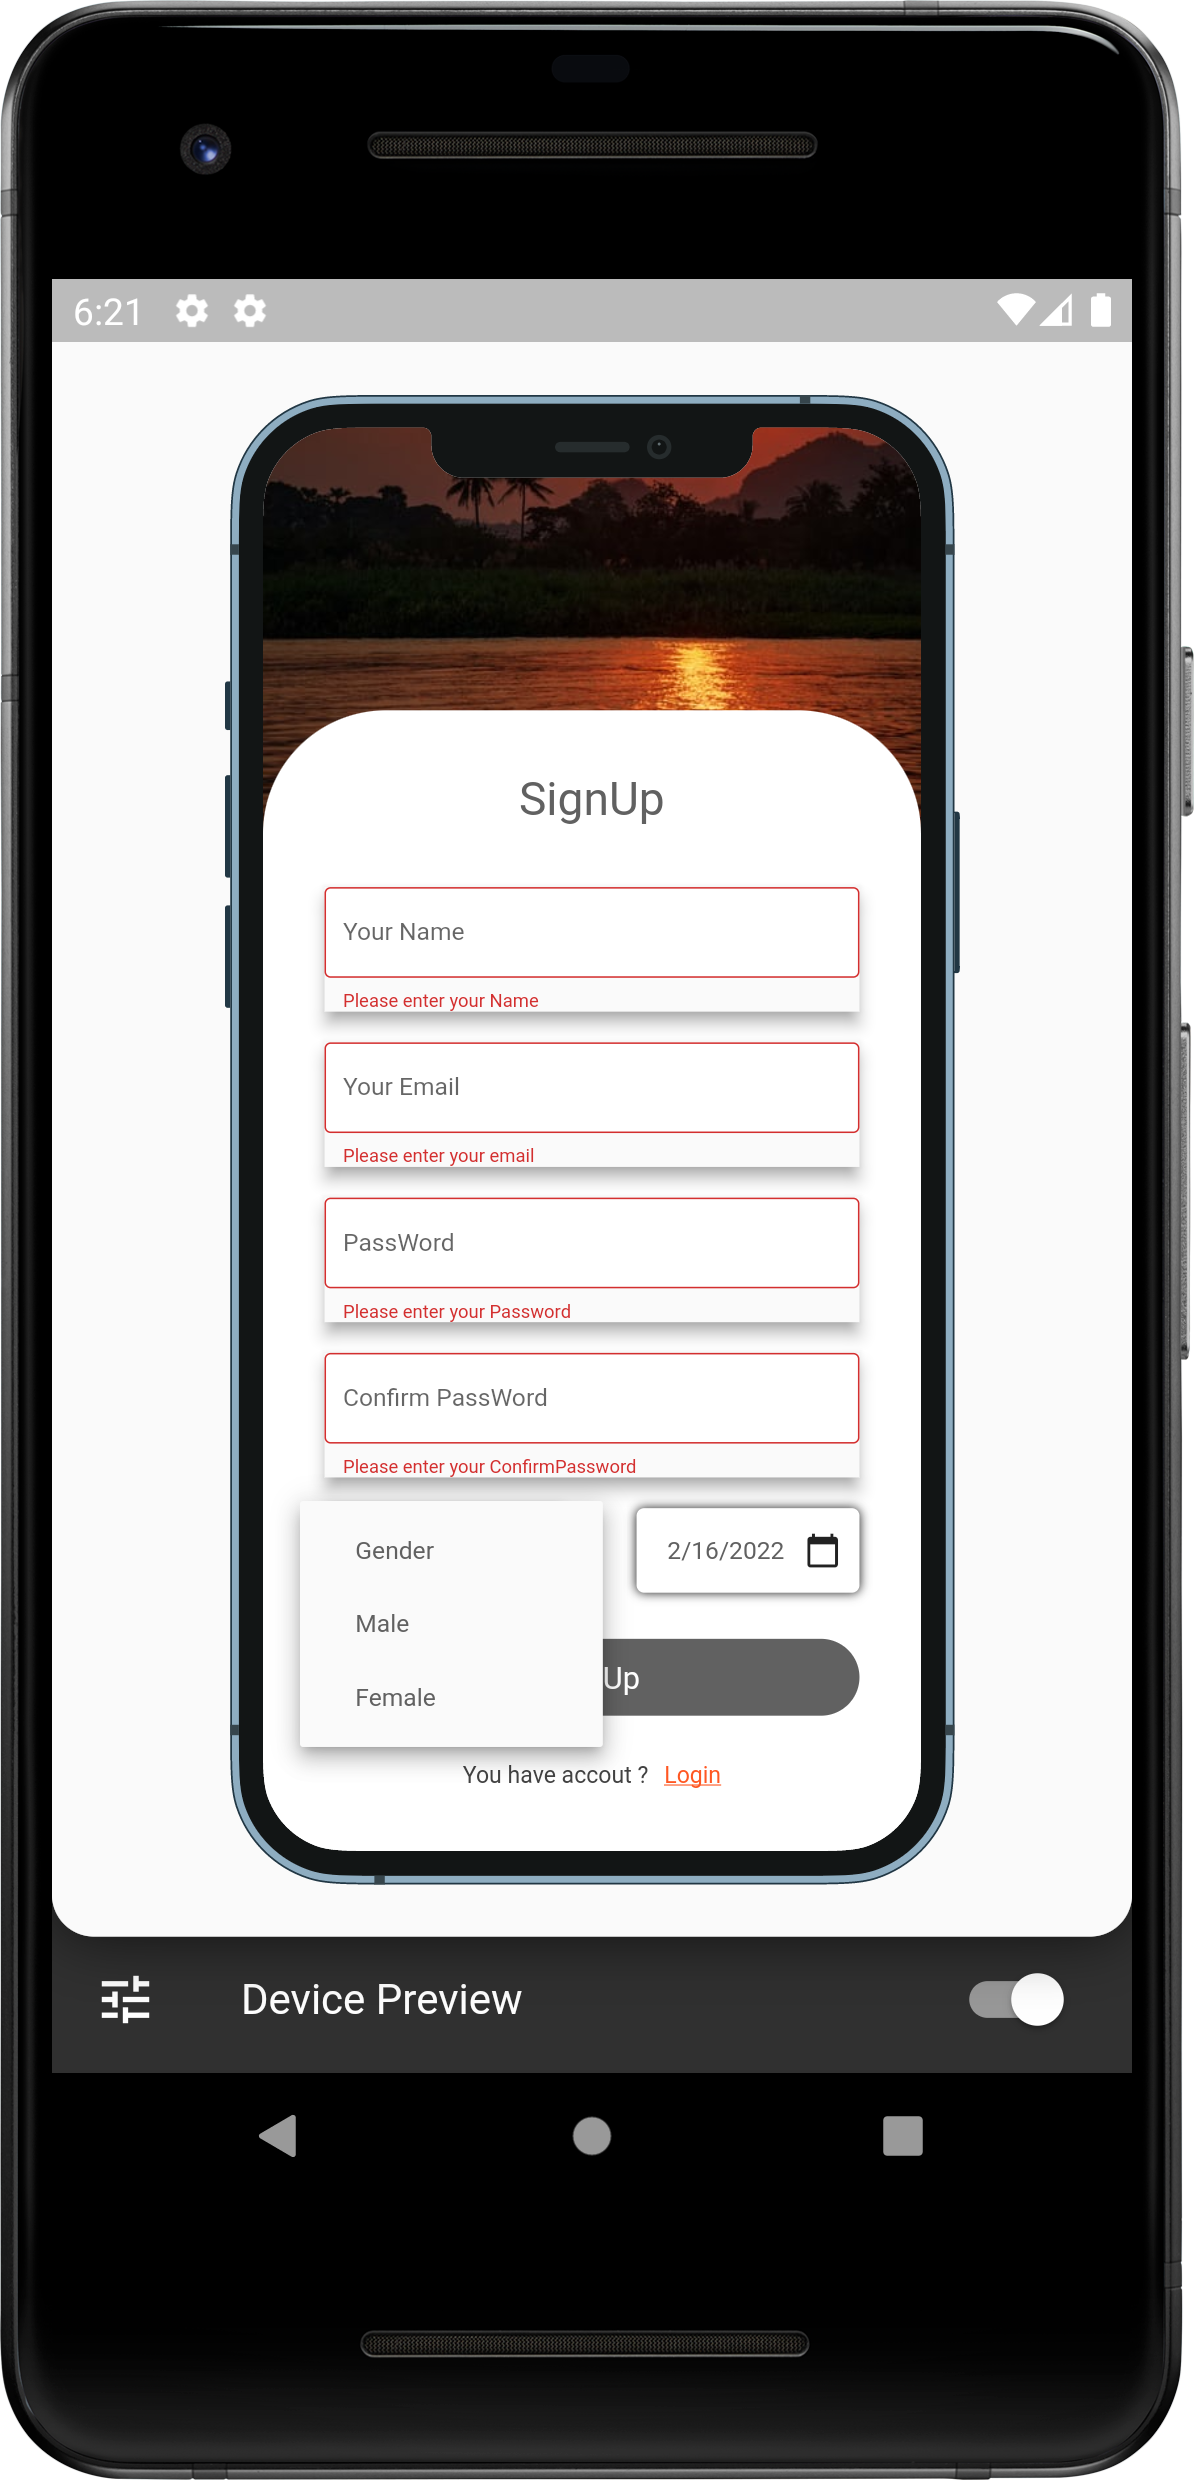 6:21
SignUp
Your Name
Please enter your Name
Your Email
Please enter your email
PassWord
Please enter your Password
Confirm PassWord
Please enter your ConfirmPassword
Gender
2/16/2022
Male
Up
Female
You have accout ? Login
Device Preview